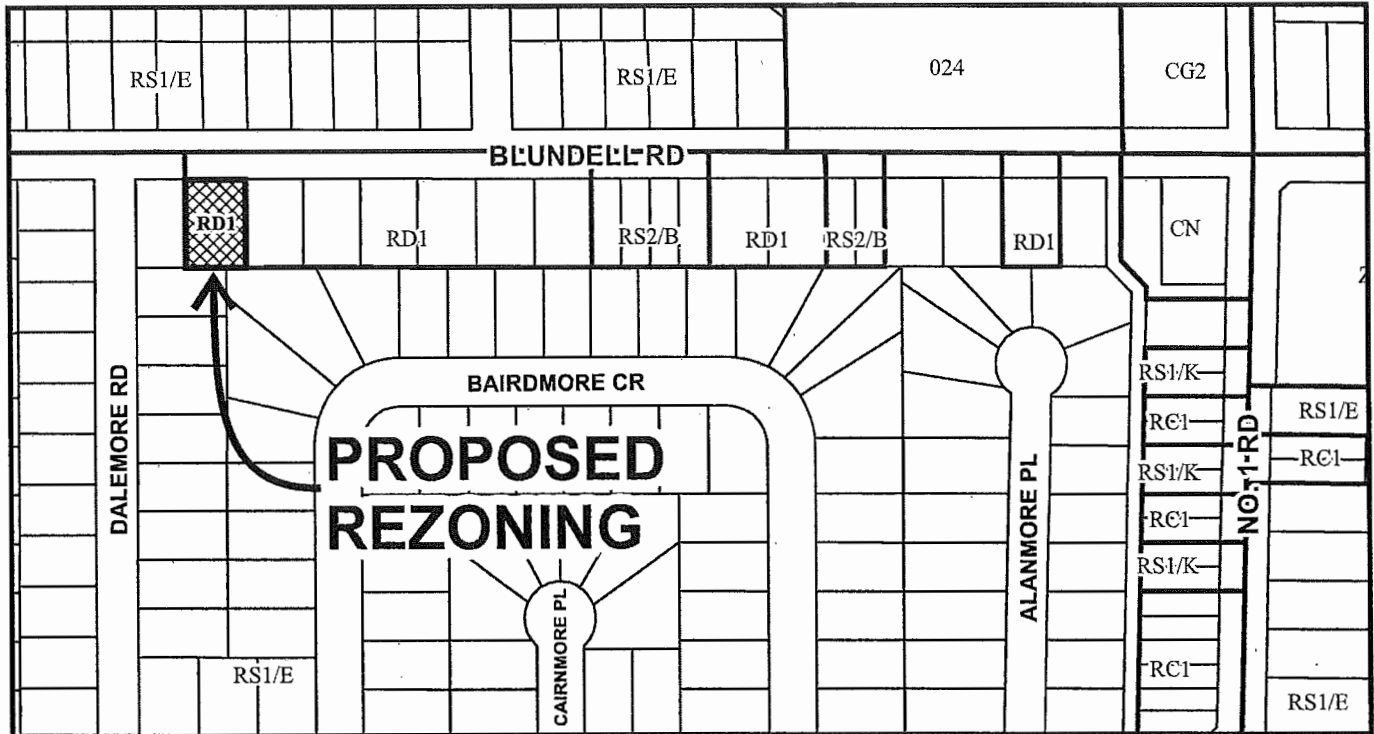 RS1/E
RS1/E
024
CG2
BLUNDELL RD
RD1
RD1
RS2/B
RD1
RS2/B
RD1
CN
Z
DALEMORE RD
BAIRDMORE CR
PROPOSED
REZONING
CAIRNMORE PL
ALANMORE PL
RS1/K
RC1
RS1/K
RC1
RS1/K
RC1
NO. 1 RD
RS1/E
RC1
RS1/E
RS1/E